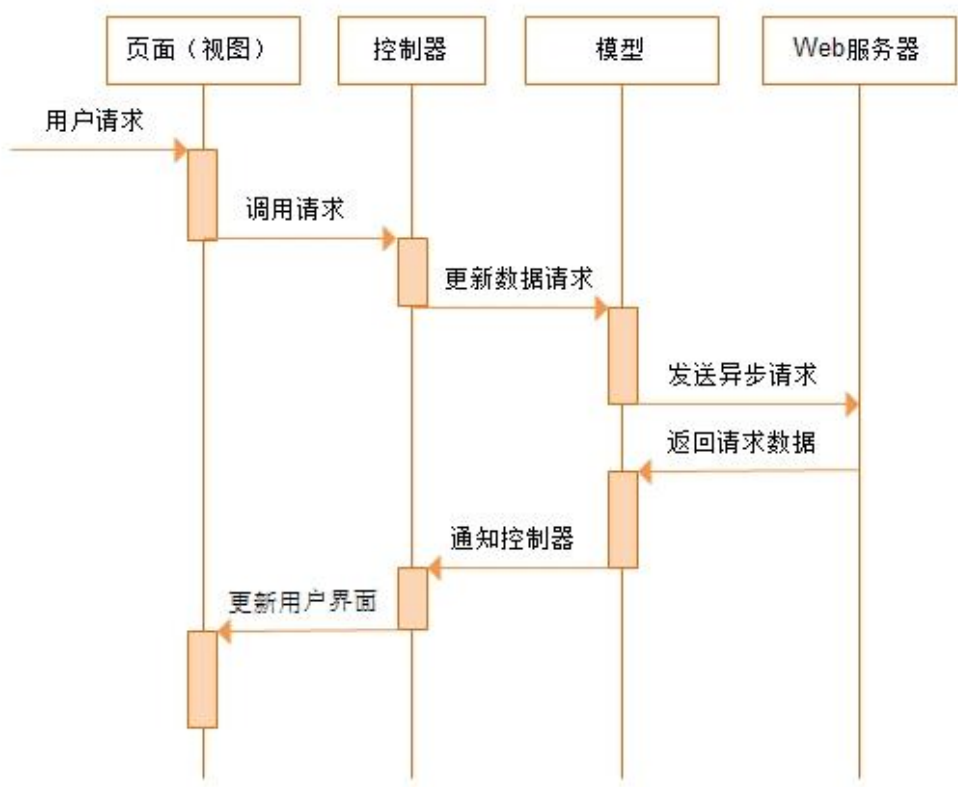 页面（视图）
控制器
模型
Web服务器
用户请求
调用请求
更新数据请求
发送异步请求
返回请求数据
通知控制器
更新用户界面